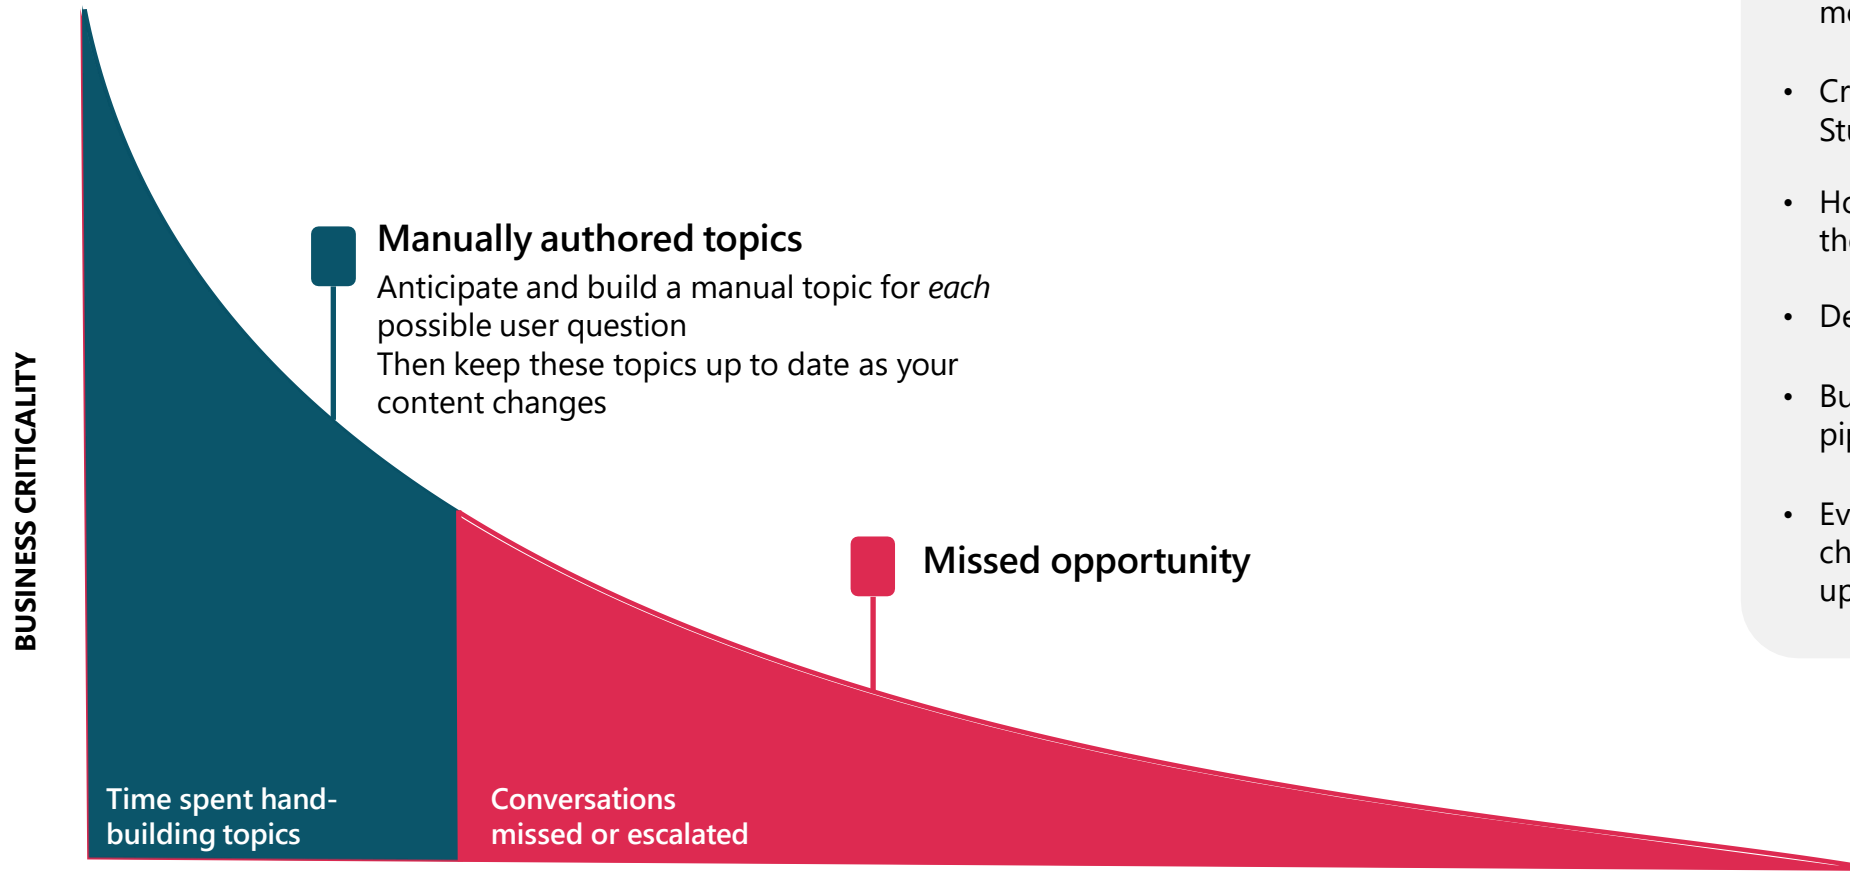 BUSINESS CRITICALITY
Manually authored topics
Anticipate and build a manual topic for each
possible user question
Then keep these topics up to date as your
content changes
Missed opportunity
Time spent hand-
building topics
Conversations
missed or escalated